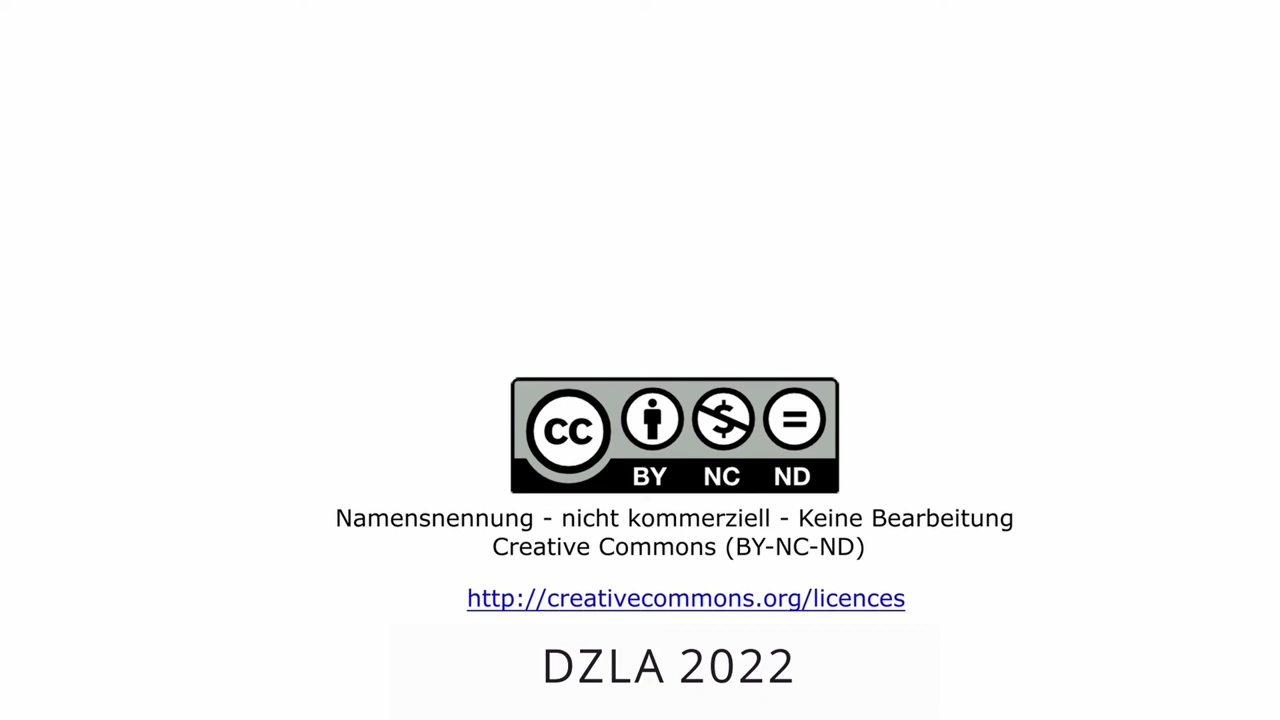 CC
BY NC ND
Namensnennung - nicht kommerziell - Keine Bearbeitung
Creative Commons (BY-NC-ND)
http://creativecommons.org/licences
DZLA 2022